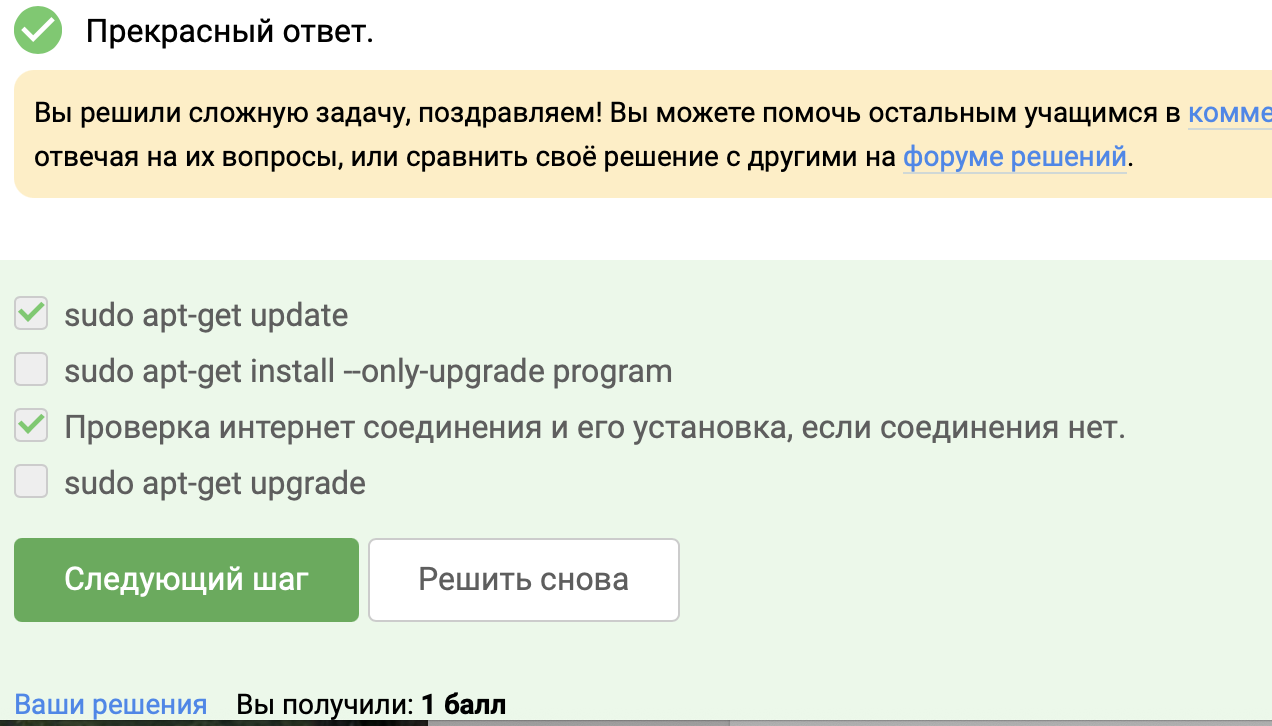 Прекрасный ответ.
Вы решили сложную задачу, поздравляем! Вы можете помочь остальным учащимся в комме
отвечая на их вопросы, или сравнить своё решение с другими на форуме решений.
sudo apt-get update
sudo apt-get install --only-upgrade program
Проверка интернет соединения и его установка, если соединения нет.
sudo apt-get upgrade
Следующий шаг
Решить снова
Ваши решения Вы получили: 1 балл